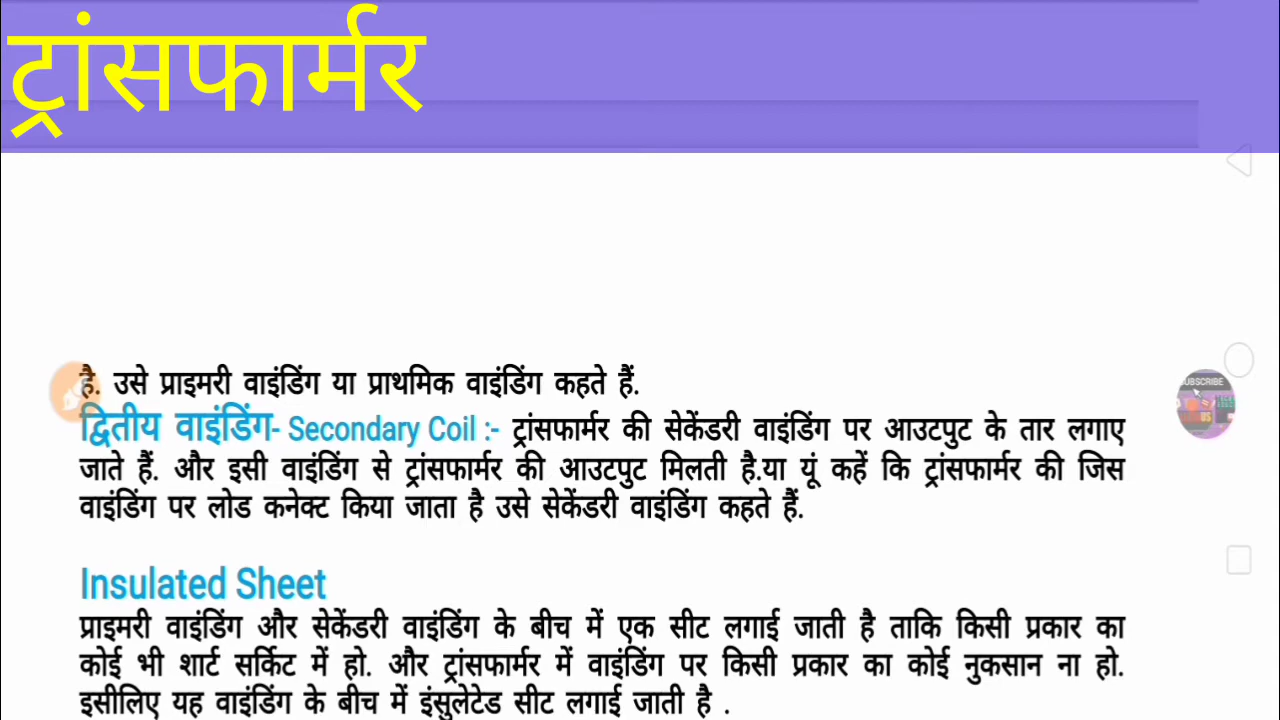 ट्रांसफार्मर
है. उसे प्राइमरी वाइंडिंग या प्राथमिक वाइंडिंग कहते हैं.
द्वितीय वाइंडिंग- Secondary Coil :- ट्रांसफार्मर की सेकेंडरी वाइंडिंग पर आउटपुट के तार लगाए
जाते हैं. और इसी वाइंडिंग से ट्रांसफार्मर की आउटपुट मिलती है.या यूं कहें कि ट्रांसफार्मर की जिस
वाइंडिंग पर लोड कनेक्ट किया जाता है उसे सेकेंडरी वाइंडिंग कहते हैं.
SUBSCRIBE
Insulated Sheet
प्राइमरी वाइंडिंग और सेकेंडरी वाइंडिंग के बीच में एक सीट लगाई जाती है ताकि किसी प्रकार का
कोई भी शार्ट सर्किट में हो. और ट्रांसफार्मर में वाइंडिंग पर किसी प्रकार का कोई नुकसान ना हो.
इसीलिए यह वाइंडिंग के बीच में इंसुलेटेड सीट लगाई जाती है .